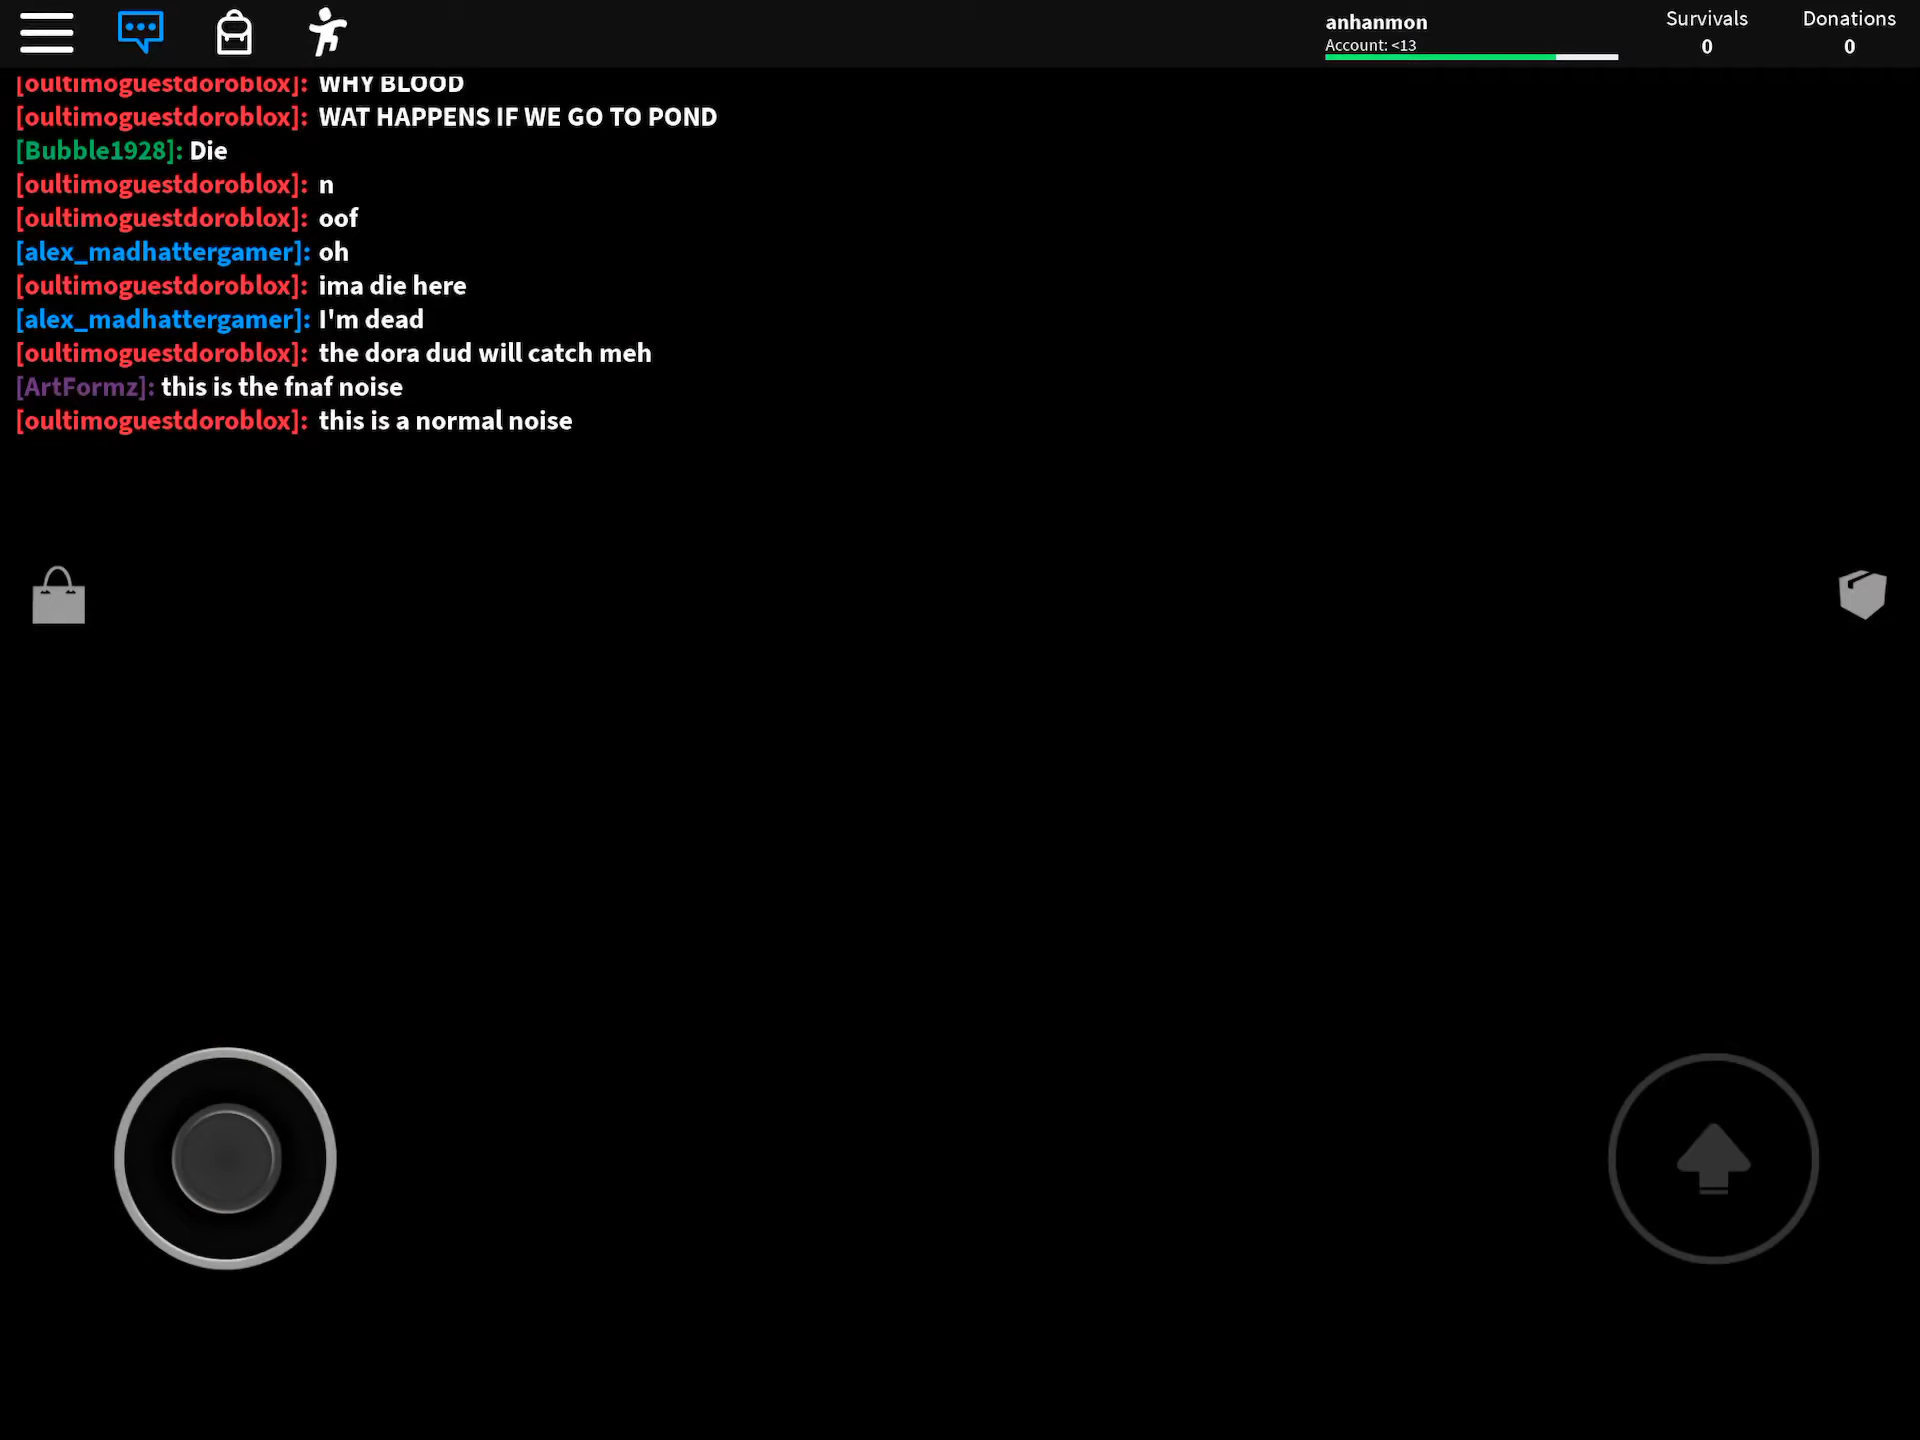 anhanmon
Account: <13
Survivals
0
Donations
0
[oultimoguestdoroblox]: WHY BLOOD
[oultimoguestdoroblox]: WAT HAPPENS IF WE GO TO POND
[Bubble1928]: Die
[oultimoguestdoroblox]: n
[oultimoguestdoroblox]: oof
[alex_madhattergamer]: oh
[oultimoguestdoroblox]: ima die here
[alex_madhattergamer]: I'm dead
[oultimoguestdoroblox]: the dora dud will catch meh
[ArtFormz]: this is the fnaf noise
[oultimoguestdoroblox]: this is a normal noise